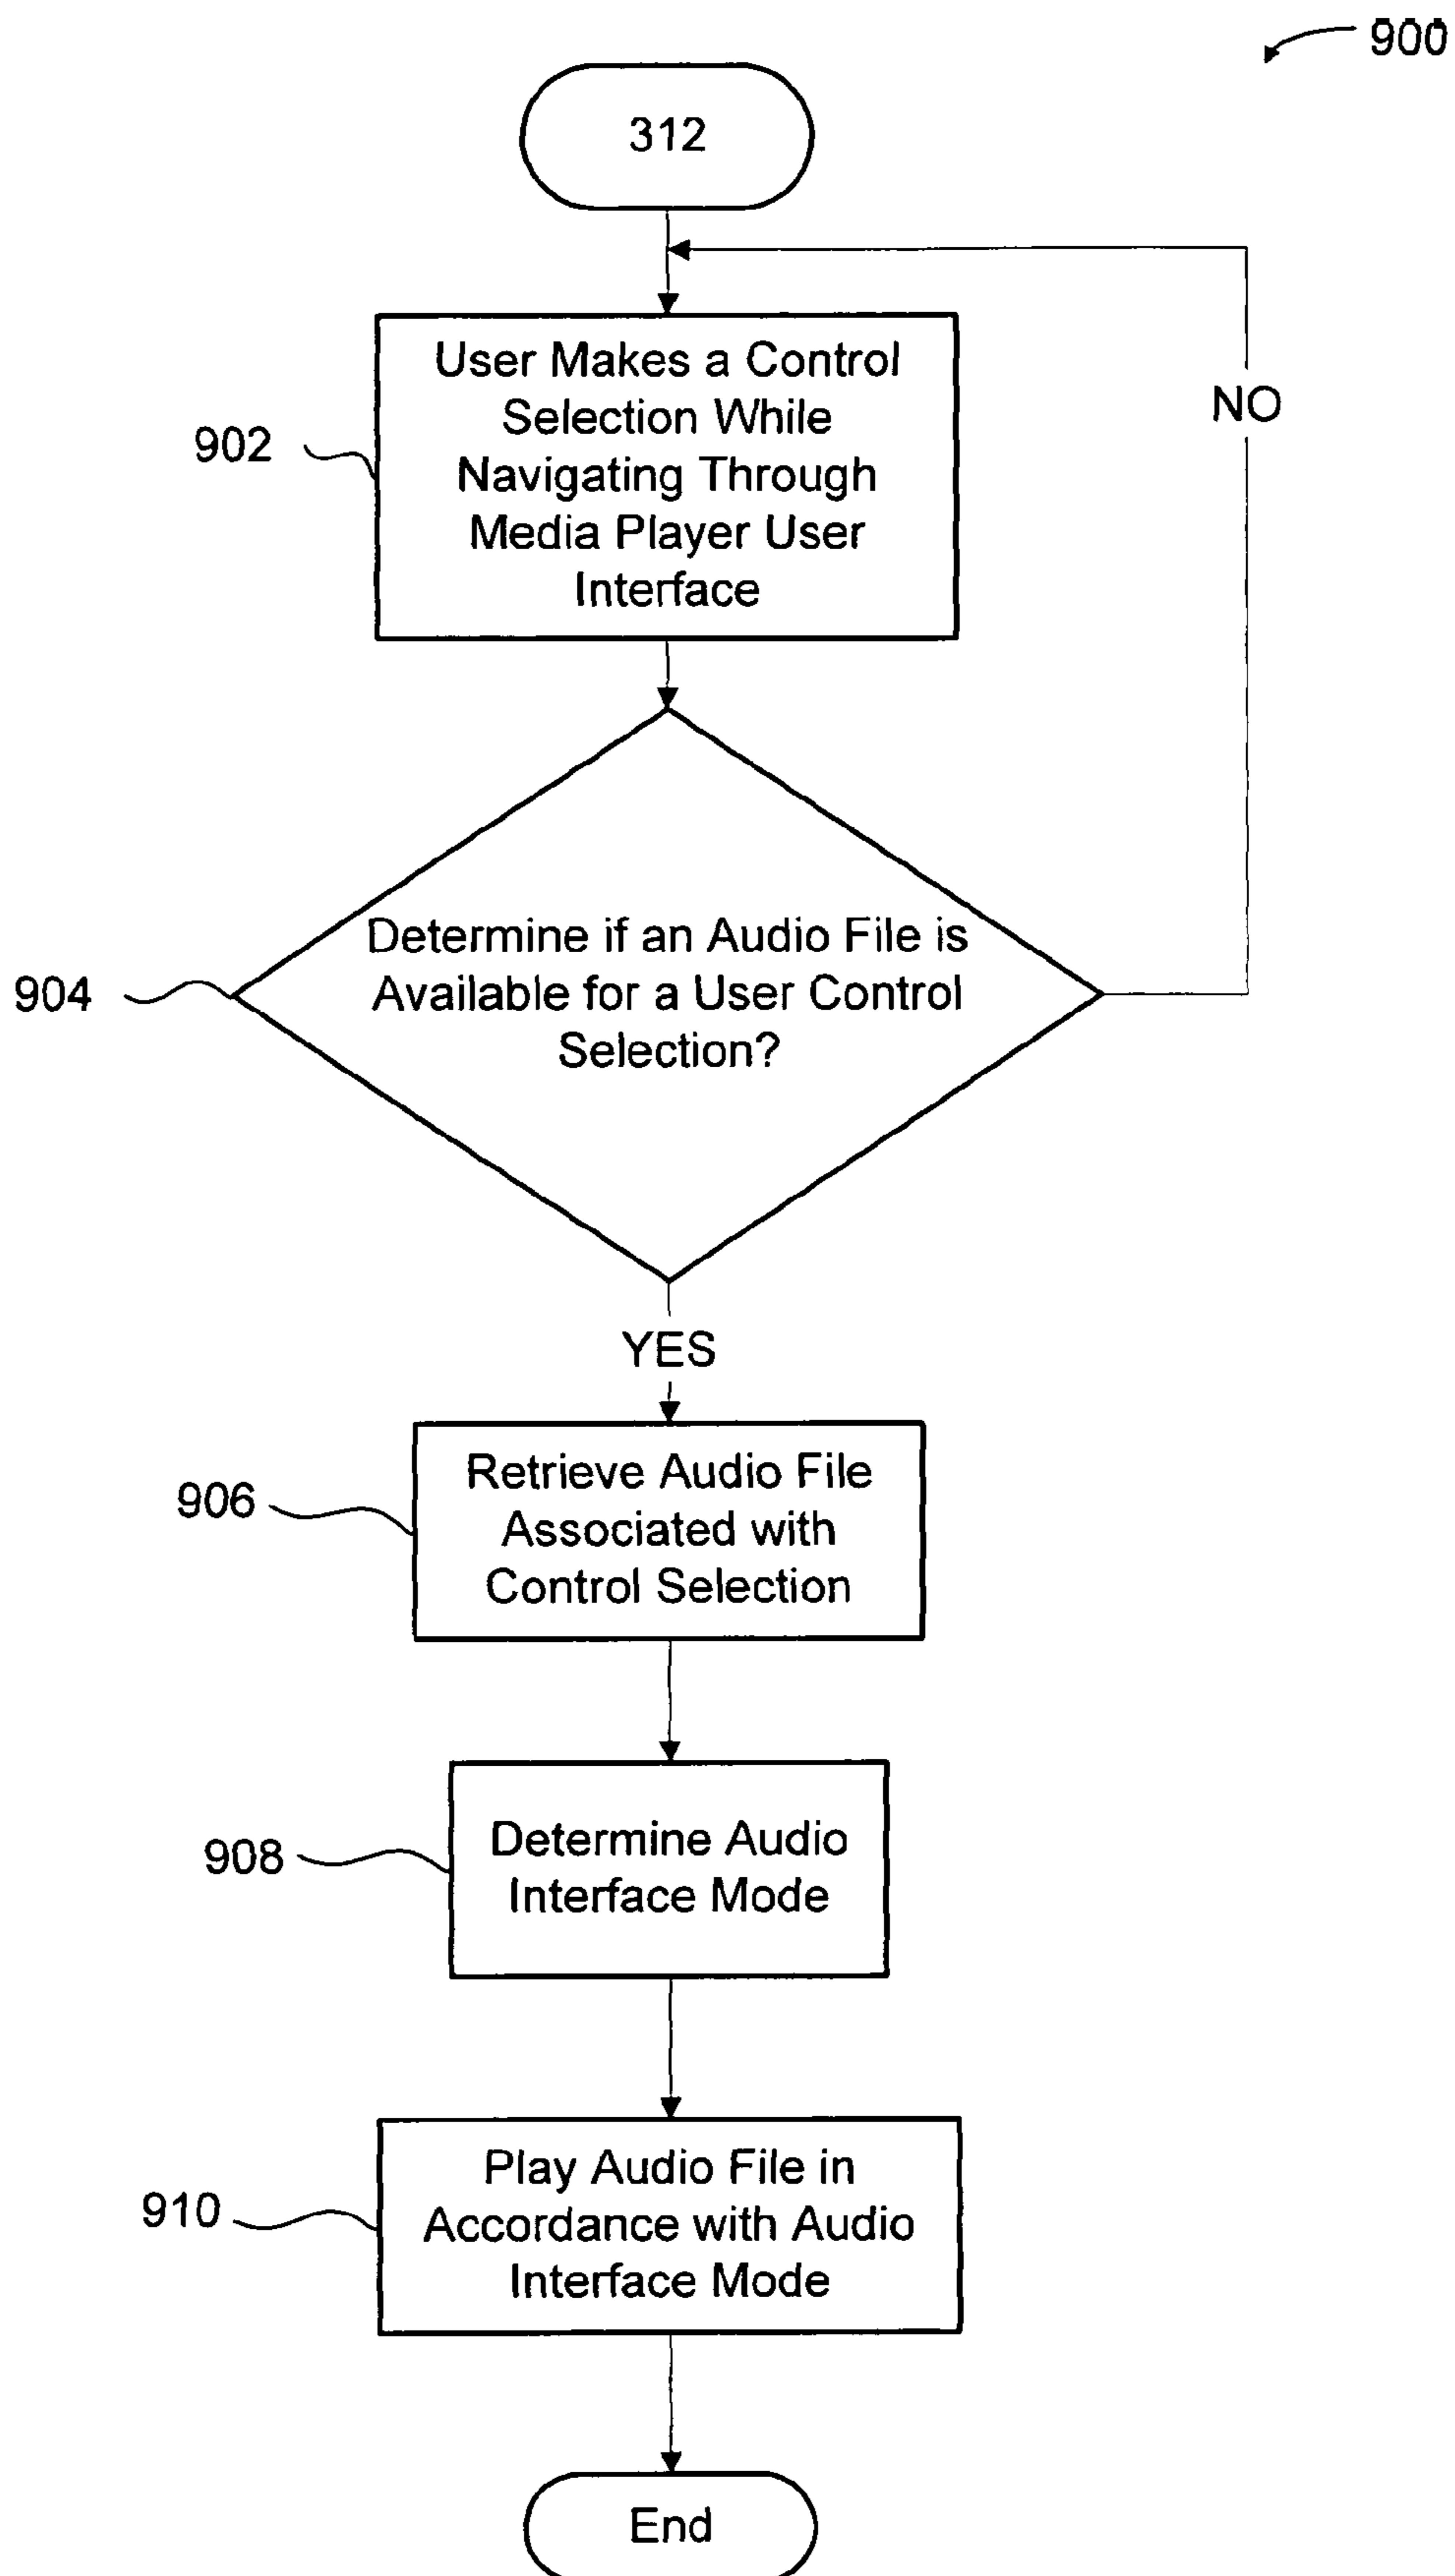 900
312
User Makes a Control
Selection While
Navigating Through
Media Player User
Interface
902
NO
Determine if an Audio File is
Available for a User Control
Selection?
904
YES
Retrieve Audio File
Associated with
Control Selection
906
Determine Audio
Interface Mode
908
Play Audio File in
Accordance with Audio
Interface Mode
910
End